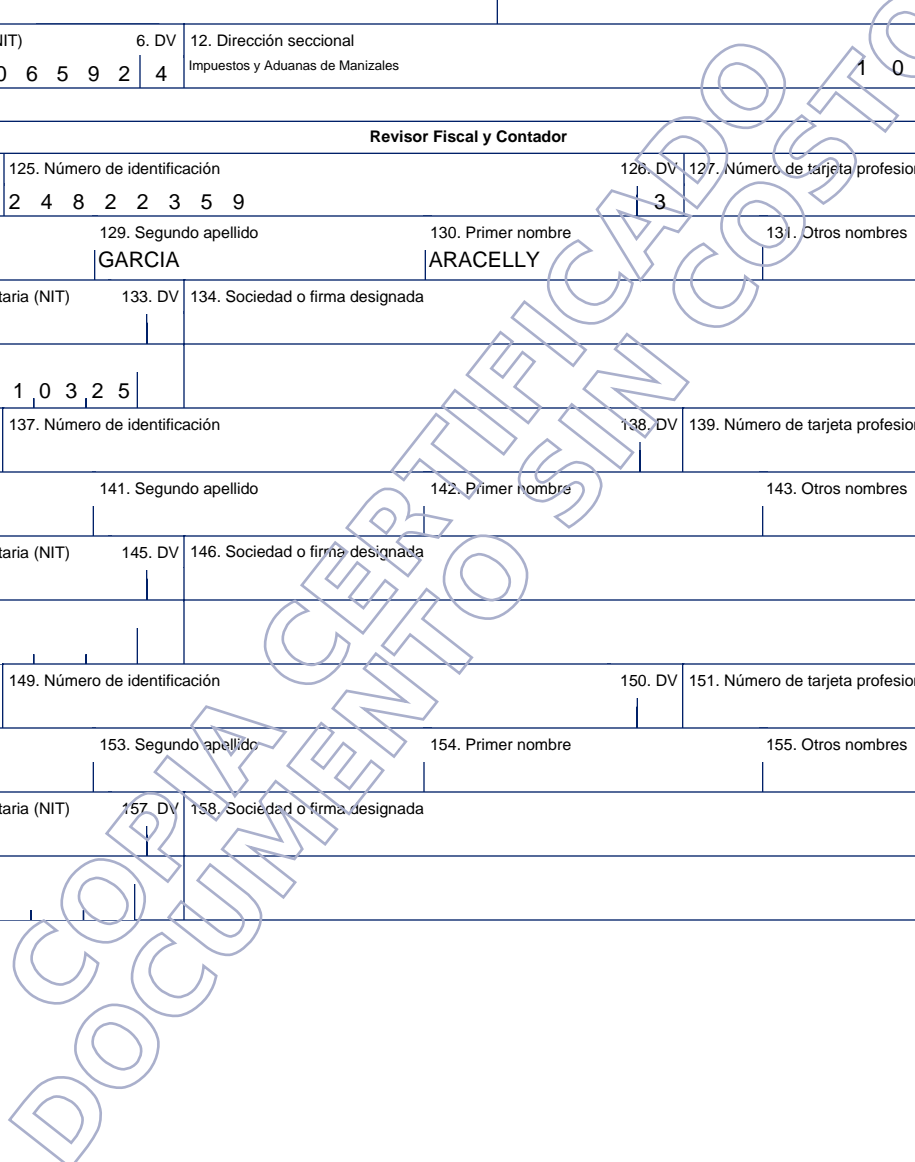 NIT) 6. DV 12. Dirección seccional
0 6 5 9 2 4 Impuestos y Aduanas de Manizales 1 0
Revisor Fiscal y Contador
125. Número de identificación 126. DV 127. Número de tarjeta profesion
2 4 8 2 2 3 5 9 3
129. Segundo apellido 130. Primer nombre 131. Otros nombres
GARCIA ARACELLY
taria (NIT) 133. DV 134. Sociedad o firma designada
1 0 3 2 5
137. Número de identificación 138. DV 139. Número de tarjeta profesion
141. Segundo apellido 142. Primer nombre 143. Otros nombres
taria (NIT) 145. DV 146. Sociedad o firma designada
149. Número de identificación 150. DV 151. Número de tarjeta profesion
153. Segundo apellido 154. Primer nombre 155. Otros nombres
taria (NIT) 157. DV 158. Sociedad o firma designada
COPIA CERTIFICADO
DOCUMENTO SIN COSTO